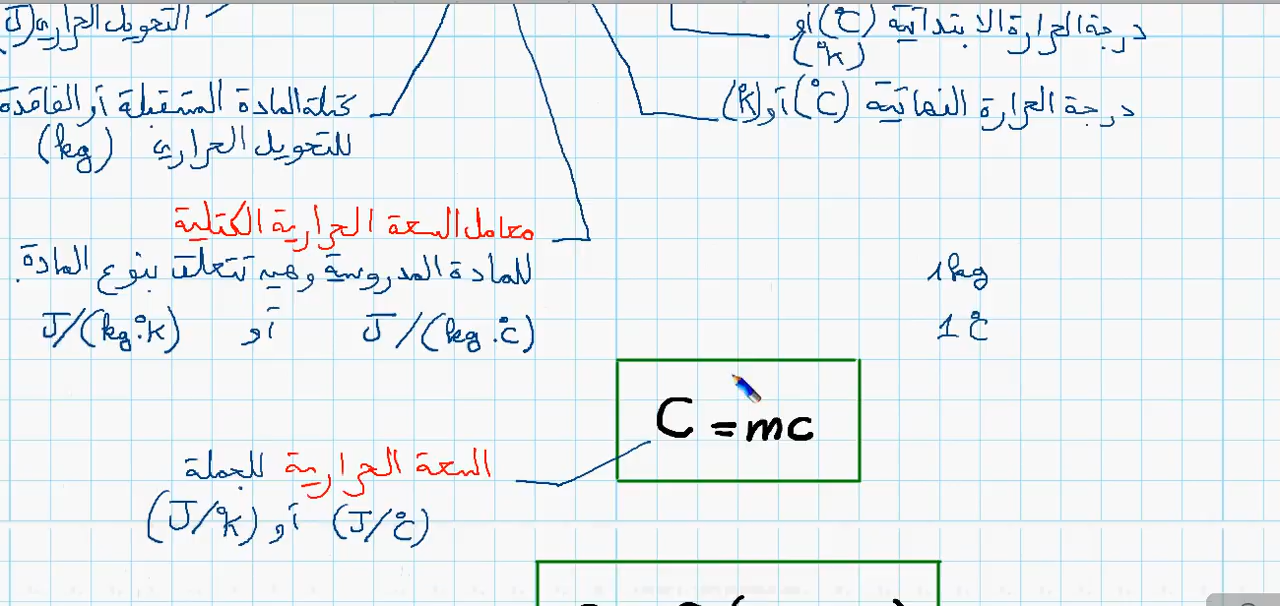 درجة الحرارة الابتدائية (°C) أو
(°K)
درجة الحرارة النهائية (°C) أو (°K)
التحويل الحراري (J)
كتلة المادة المستقبلة أو الفاقدة
للتحويل الحراري (kg)
معامل السعة الحرارية الكتلية
للمادة المدروسة وهي تتعلق بنوع المادة.
J/(kg.°C) أو J/(kg.°K)
1kg
1°C
C = mc
السعة الحرارية للجملة
(J/°C) أو (J/°K)